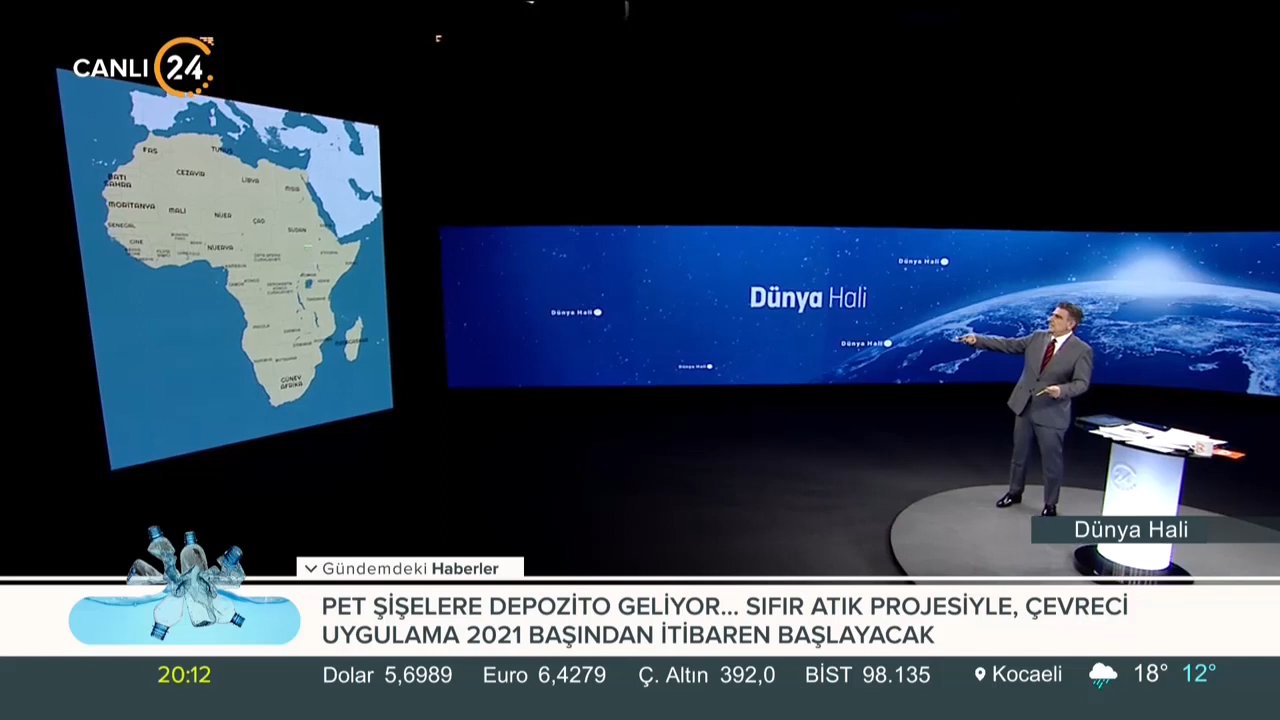 CANLI 24
FAS
TUNUS
CEZAYİR
LİBYA
MISIR
BATI
SAHRA
MORİTANYA
MALİ
NİJER
ÇAD
SUDAN
SENEGAL
GİNE
NİJERYA
GÜNEY
AFRİKA
Dünya Hali
Dünya Hali
Dünya Hali
Dünya Hali
Dünya Hali
Dünya Hali
Gündemdeki Haberler
PET ŞİŞELERE DEPOZİTO GELİYOR... SIFIR ATIK PROJESİYLE, ÇEVRECİ
UYGULAMA 2021 BAŞINDAN İTİBAREN BAŞLAYACAK
20:12 Dolar 5,6989 Euro 6,4279 Ç. Altın 392,0 BİST 98.135 Kocaeli 18° 12°